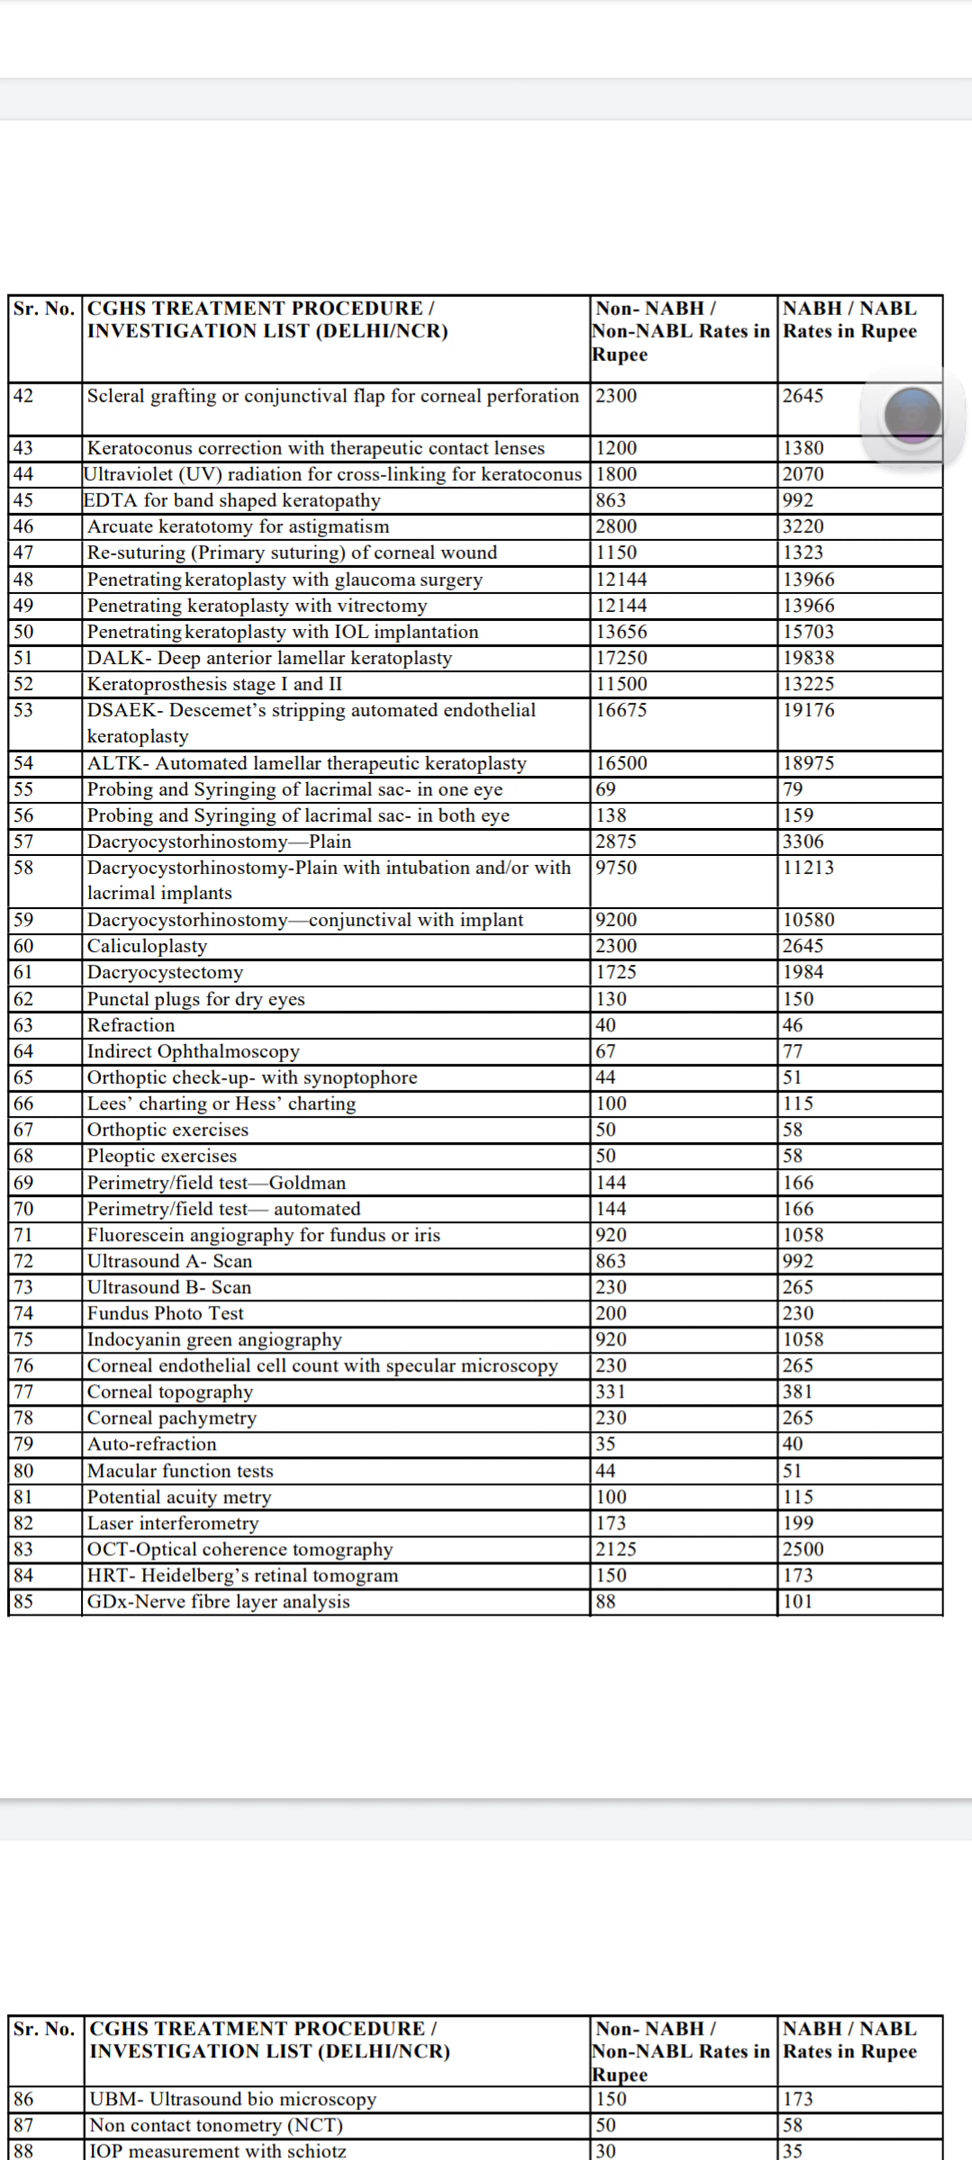 Sr. No. CGHS TREATMENT PROCEDURE / Non- NABH / NABH / NABL
INVESTIGATION LIST (DELHI/NCR) Non-NABL Rates in Rates in Rupee
Rupee
42 Scleral grafting or conjunctival flap for corneal perforation 2300 2645
43 Keratoconus correction with therapeutic contact lenses 1200 1380
44 Ultraviolet (UV) radiation for cross-linking for keratoconus 1800 2070
45 EDTA for band shaped keratopathy 863 992
46 Arcuate keratotomy for astigmatism 2800 3220
47 Re-suturing (Primary suturing) of corneal wound 1150 1323
48 Penetrating keratoplasty with glaucoma surgery 12144 13966
49 Penetrating keratoplasty with vitrectomy 12144 13966
50 Penetrating keratoplasty with IOL implantation 13656 15703
51 DALK- Deep anterior lamellar keratoplasty 17250 19838
52 Keratoprosthesis stage I and II 11500 13225
53 DSAEK- Descemet’s stripping automated endothelial 16675 19176
keratoplasty
54 ALTK- Automated lamellar therapeutic keratoplasty 16500 18975
55 Probing and Syringing of lacrimal sac- in one eye 69 79
56 Probing and Syringing of lacrimal sac- in both eye 138 159
57 Dacryocystorhinostomy—Plain 2875 3306
58 Dacryocystorhinostomy-Plain with intubation and/or with 9750 11213
lacrimal implants
59 Dacryocystorhinostomy—conjunctival with implant 9200 10580
60 Caliculoplasty 2300 2645
61 Dacryocystectomy 1725 1984
62 Punctal plugs for dry eyes 130 150
63 Refraction 40 46
64 Indirect Ophthalmoscopy 67 77
65 Orthoptic check-up- with synoptophore 44 51
66 Lees’ charting or Hess’ charting 100 115
67 Orthoptic exercises 50 58
68 Pleoptic exercises 50 58
69 Perimetry/field test—Goldman 144 166
70 Perimetry/field test— automated 144 166
71 Fluorescein angiography for fundus or iris 920 1058
72 Ultrasound A- Scan 863 992
73 Ultrasound B- Scan 230 265
74 Fundus Photo Test 200 230
75 Indocyanin green angiography 920 1058
76 Corneal endothelial cell count with specular microscopy 230 265
77 Corneal topography 331 381
78 Corneal pachymetry 230 265
79 Auto-refraction 35 40
80 Macular function tests 44 51
81 Potential acuity metry 100 115
82 Laser interferometry 173 199
83 OCT-Optical coherence tomography 2125 2500
84 HRT- Heidelberg’s retinal tomogram 150 173
85 GDx-Nerve fibre layer analysis 88 101
Sr. No. CGHS TREATMENT PROCEDURE / Non- NABH / NABH / NABL
INVESTIGATION LIST (DELHI/NCR) Non-NABL Rates in Rates in Rupee
Rupee
86 UBM- Ultrasound bio microscopy 150 173
87 Non contact tonometry (NCT) 50 58
88 IOP measurement with schiotz 30 35